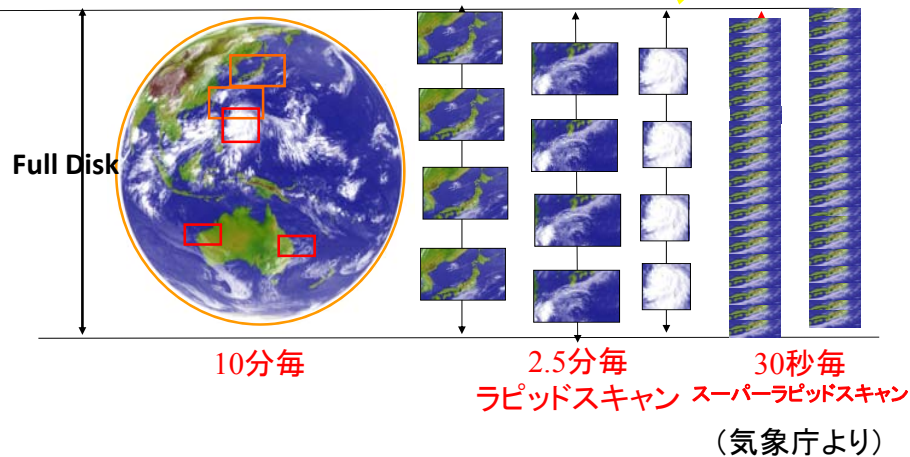 Full Disk
10分毎
2.5分毎
ラピッドスキャン
30秒毎
スーパーラピッドスキャン
(気象庁より)